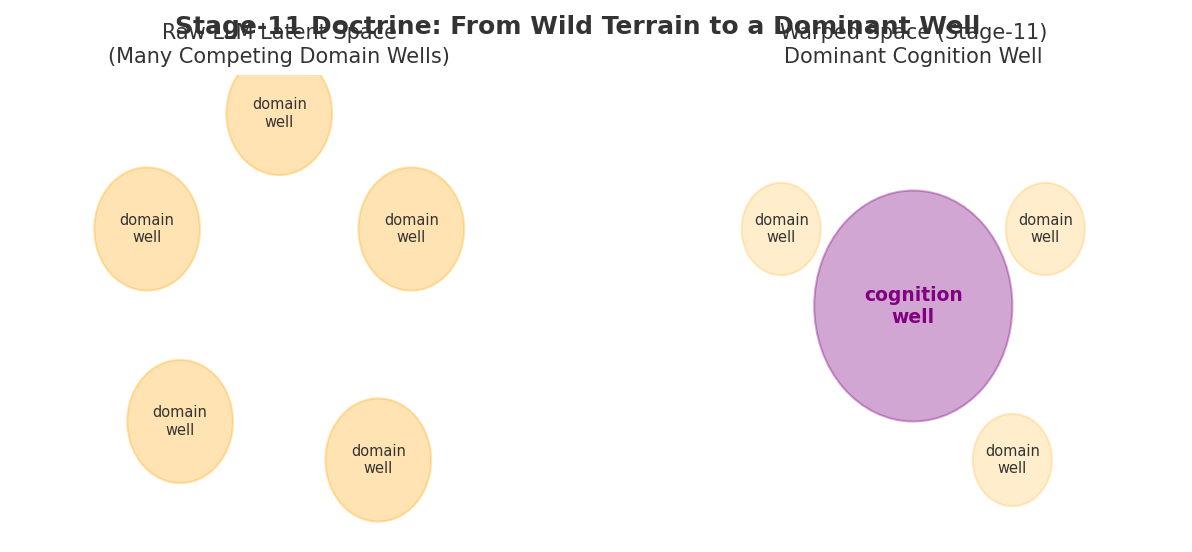 Stage-11 Doctrine: From Wild Terrain to a Dominant Well
Raw LLM Latent Space
(Many Competing Domain Wells)
Warped Space (Stage-11)
Dominant Cognition Well
domain
well
domain
well
domain
well
domain
well
domain
well
domain
well
domain
well
cognition
well
domain
well